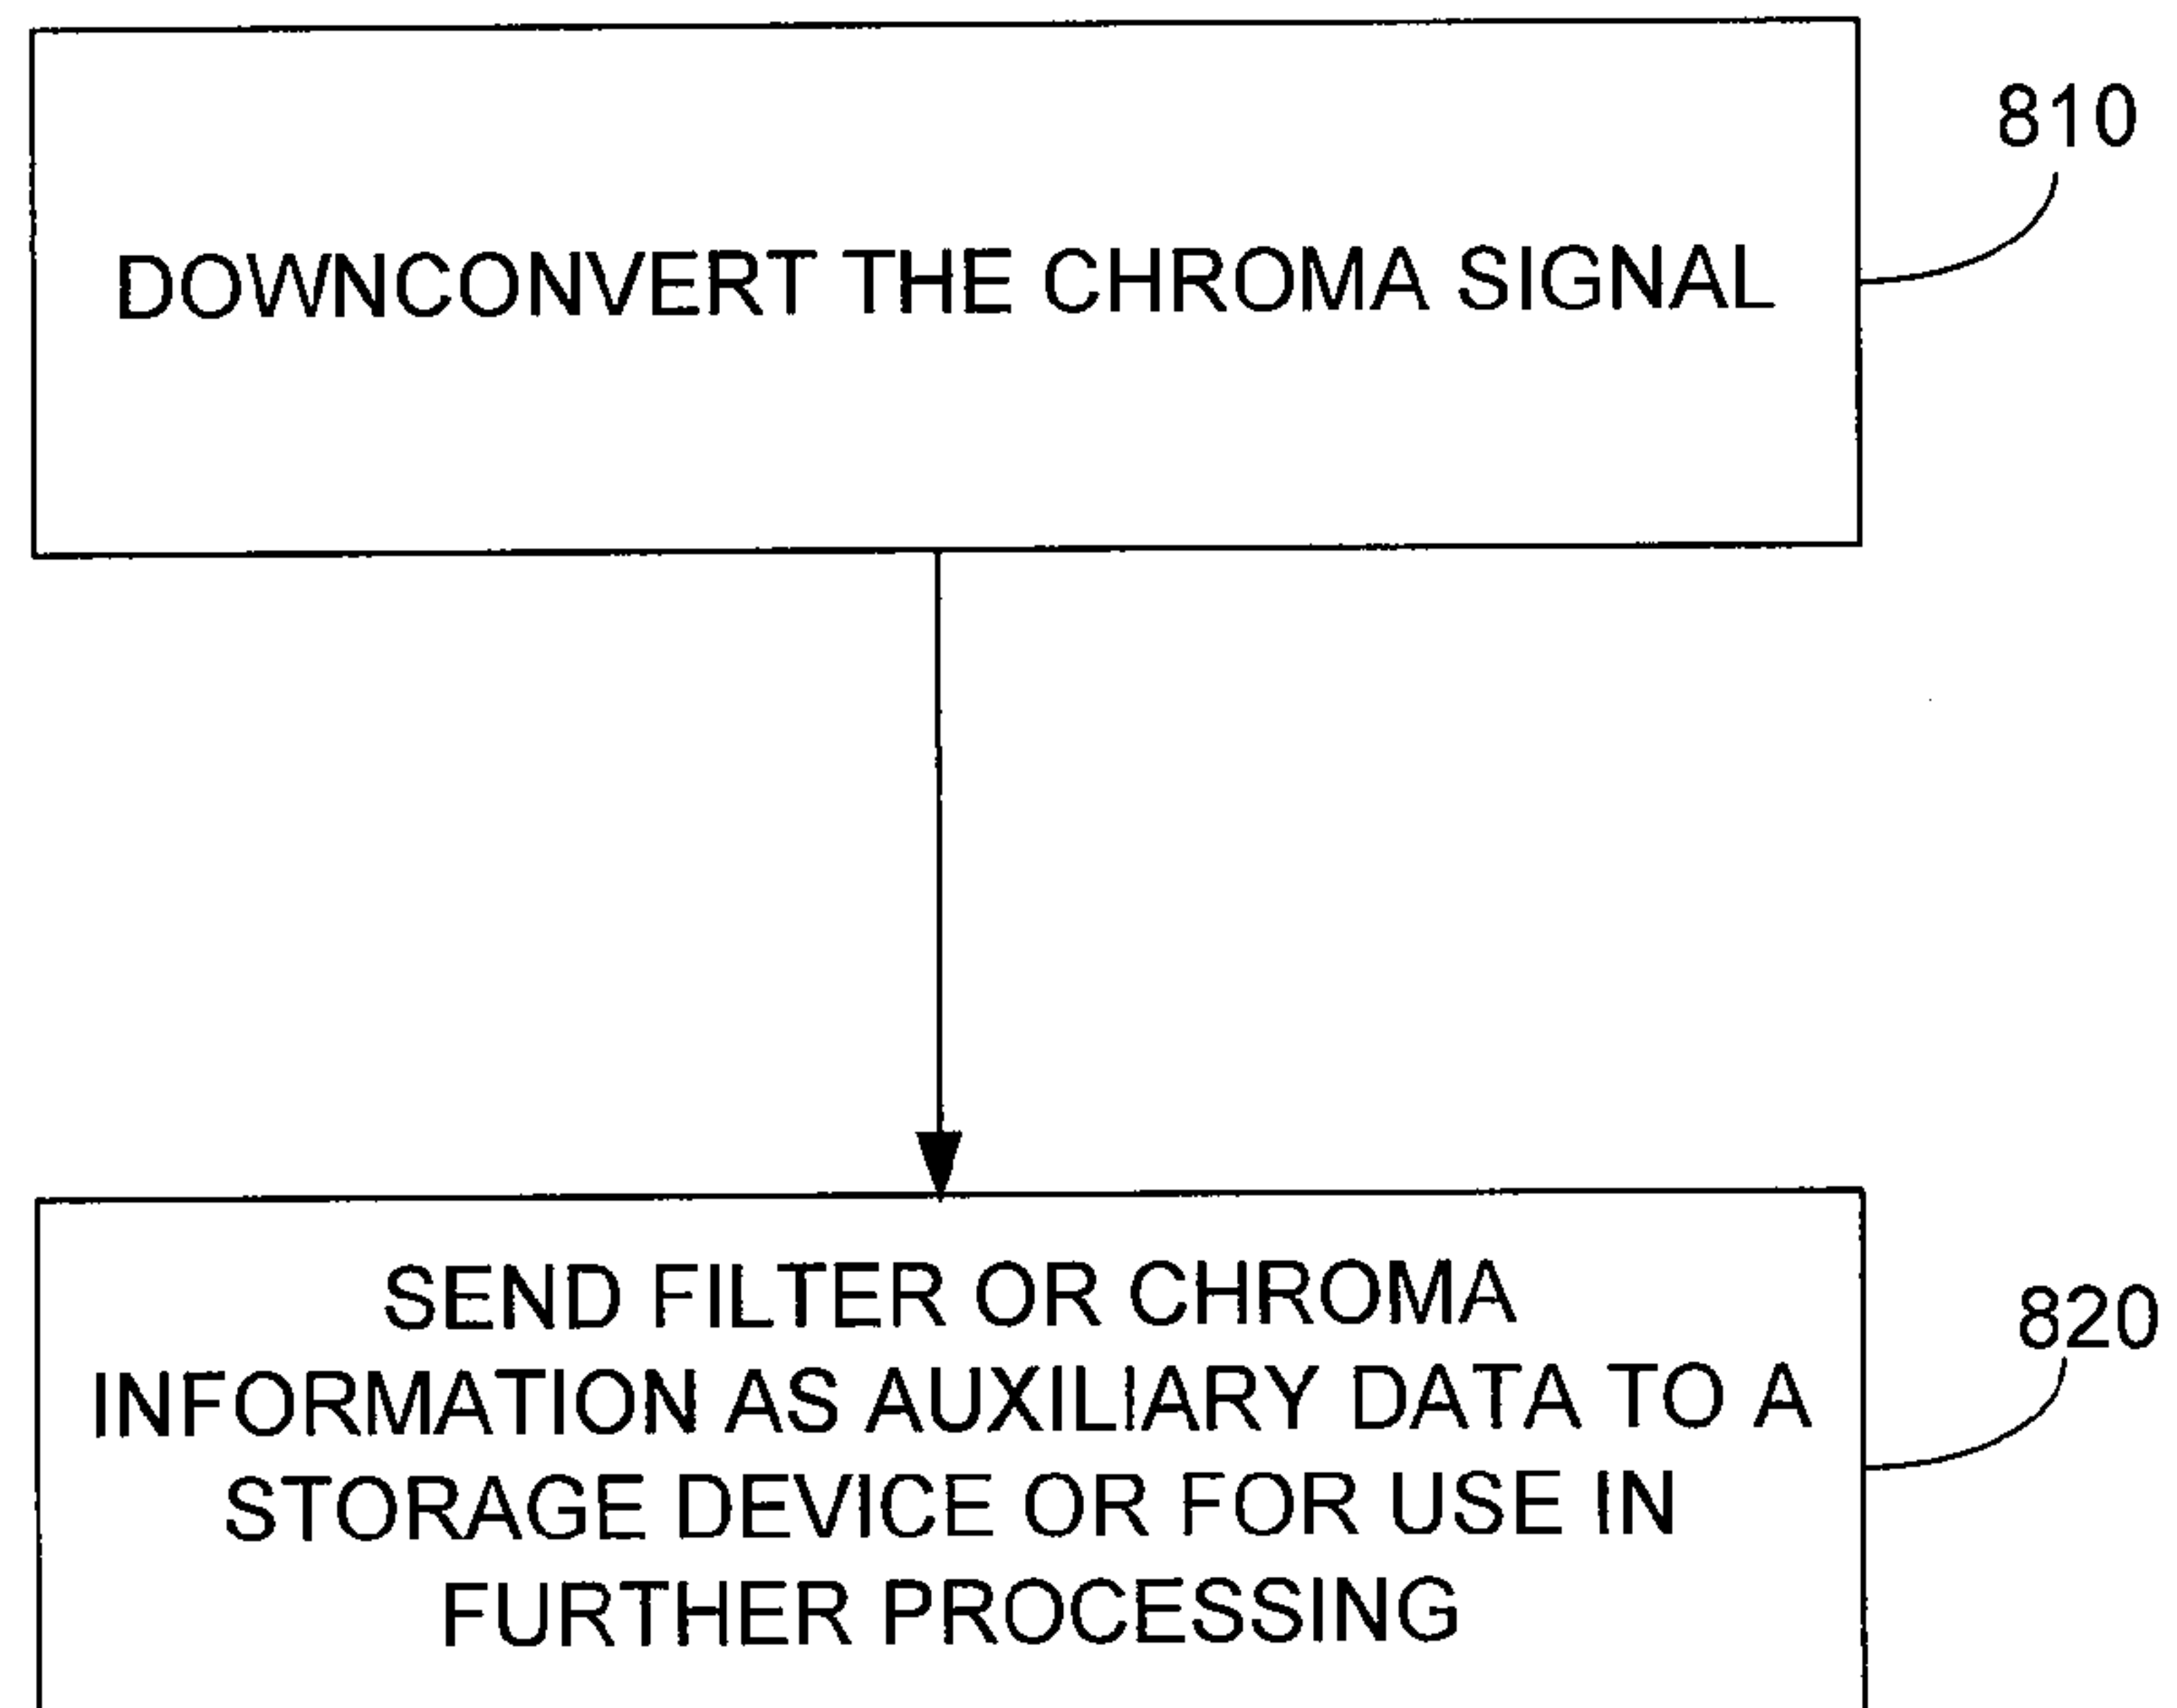 810
DOWNCONVERT THE CHROMA SIGNAL
SEND FILTER OR CHROMA
INFORMATION AS AUXILIARY DATA TO A
STORAGE DEVICE OR FOR USE IN
FURTHER PROCESSING
820